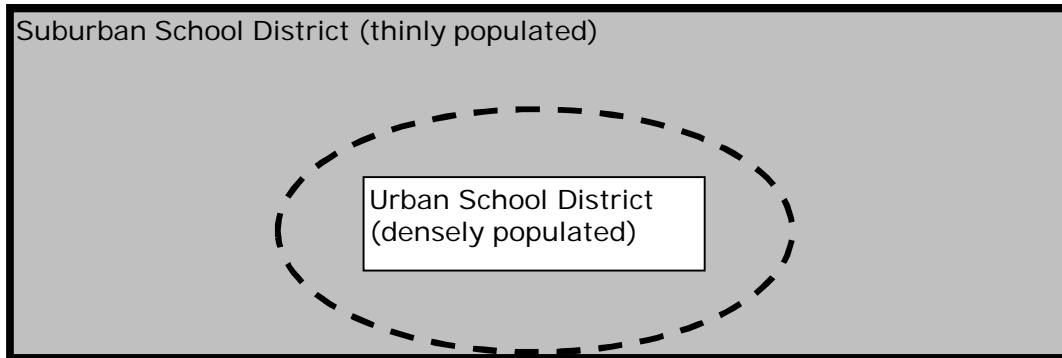 Suburban School District (thinly populated)
Urban School District
(densely populated)